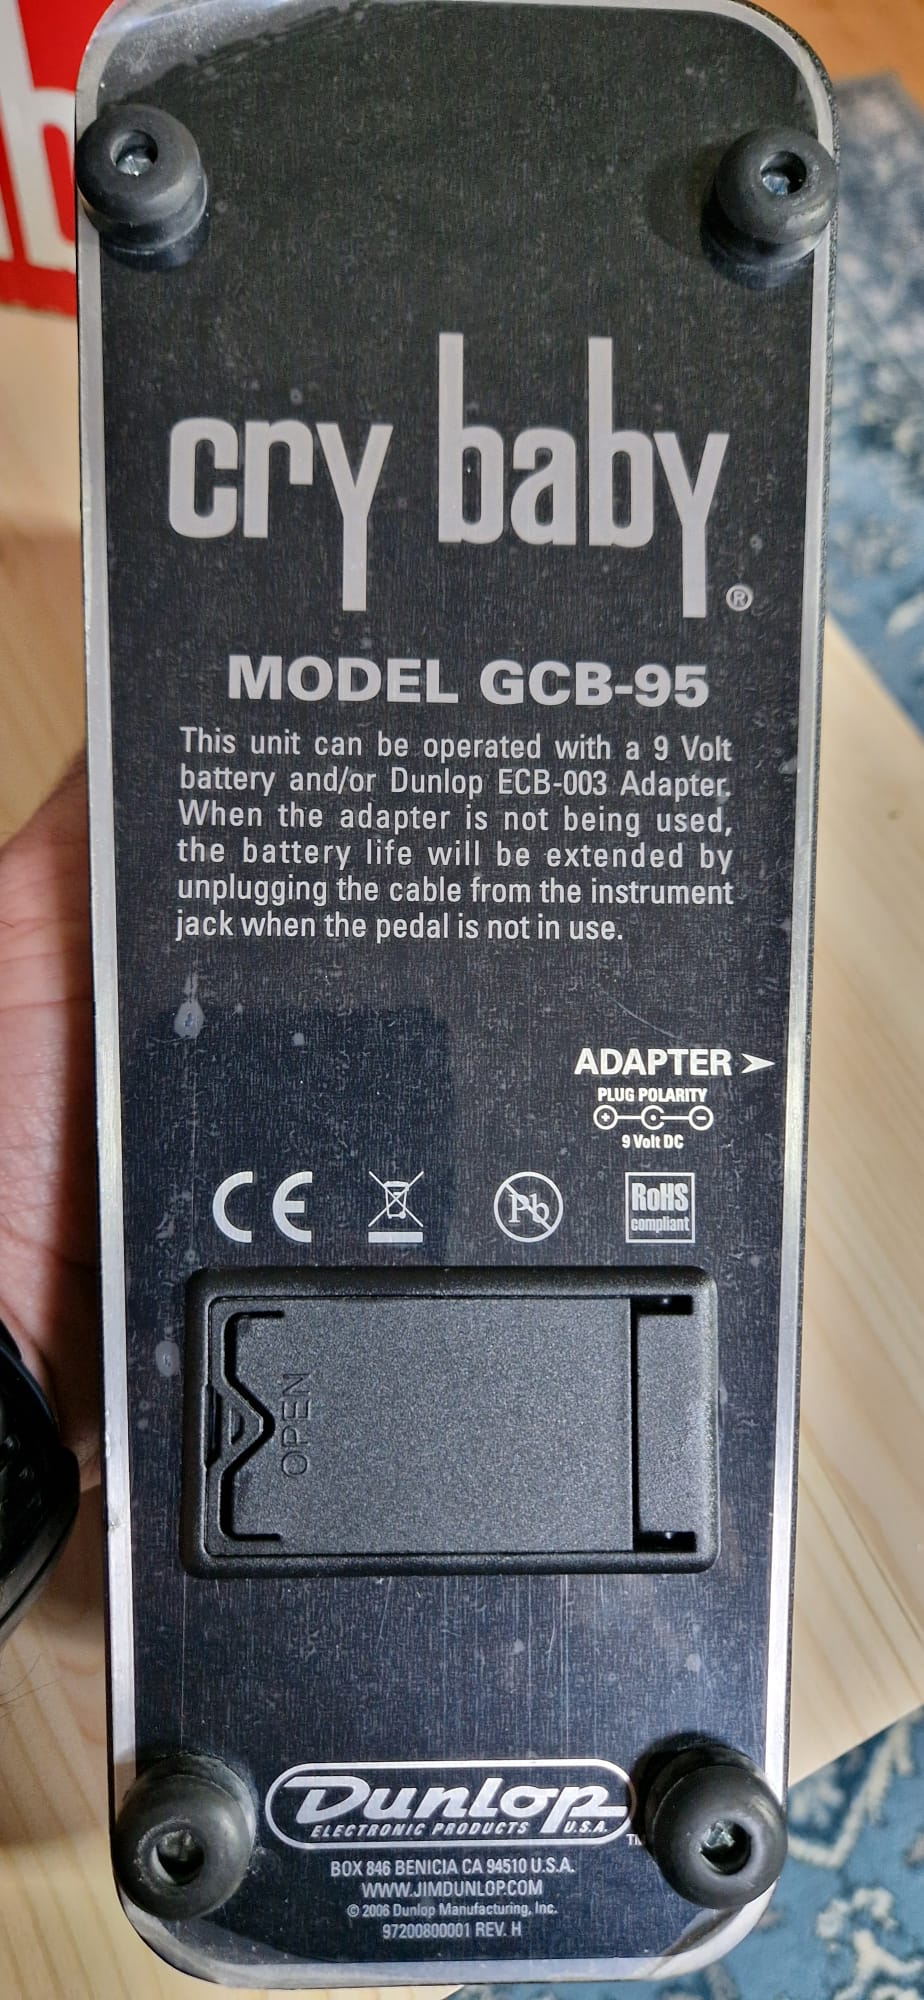 cry baby®
MODEL GCB-95
This unit can be operated with a 9 Volt
battery and/or Dunlop ECB-003 Adapter.
When the adapter is not being used,
the battery life will be extended by
unplugging the cable from the instrument
jack when the pedal is not in use.
ADAPTER
PLUG POLARITY
9 Volt DC
CE
Pb
RoHS
compliant
OPEN
Dunlop
ELECTRONIC PRODUCTS U.S.A. TM
BOX 846 BENICIA CA 94510 U.S.A.
WWW.JIMDUNLOP.COM
© 2006 Dunlop Manufacturing, Inc.
97200800001 REV. H